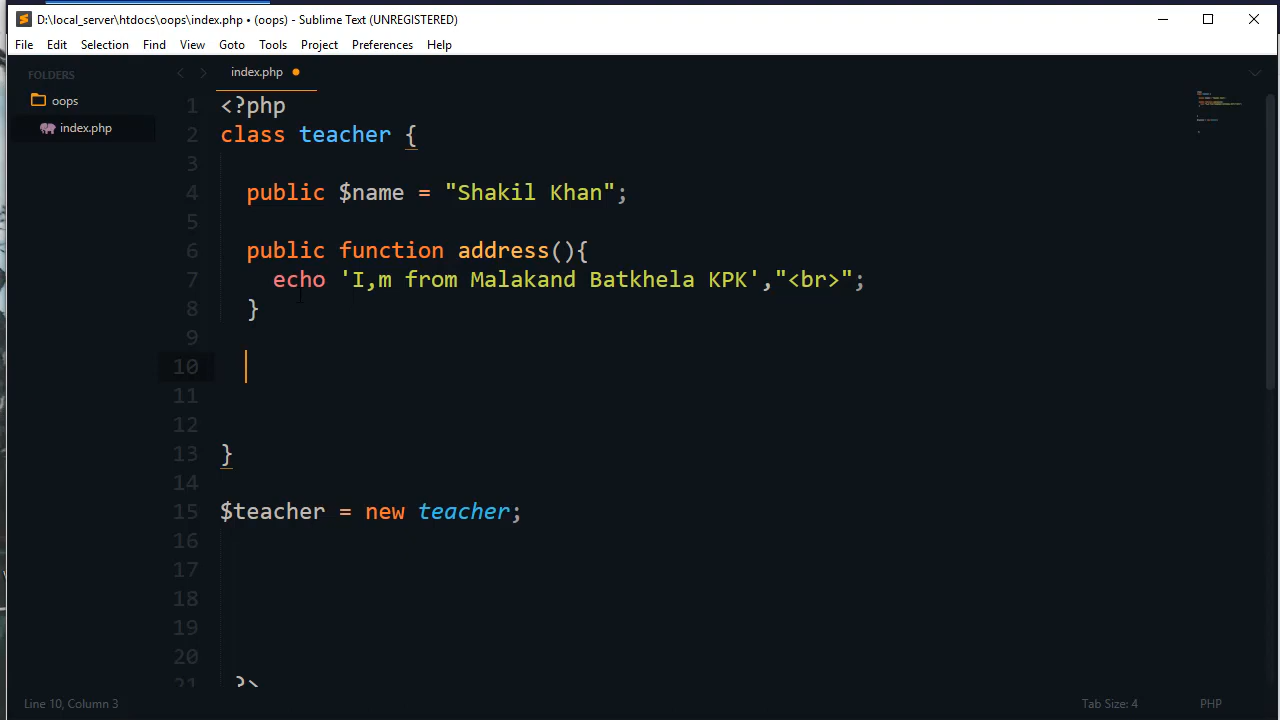 D:\local_server\htdocs\oops\index.php • (oops) - Sublime Text (UNREGISTERED)
File Edit Selection View Find Goto Tools Project Preferences Help
FOLDERS
oops
index.php
index.php
1 <?php
2 class teacher {
3
4 public $name = "Shakil Khan";
5
6 public function address(){
7 echo 'I,m from Malakand Batkhela KPK',"<br>";
8 }
9
10
11
12
13 }
14
15 $teacher = new teacher;
16
17
18
19
20
21 ?>
Line 10, Column 3
Tab Size: 4
PHP